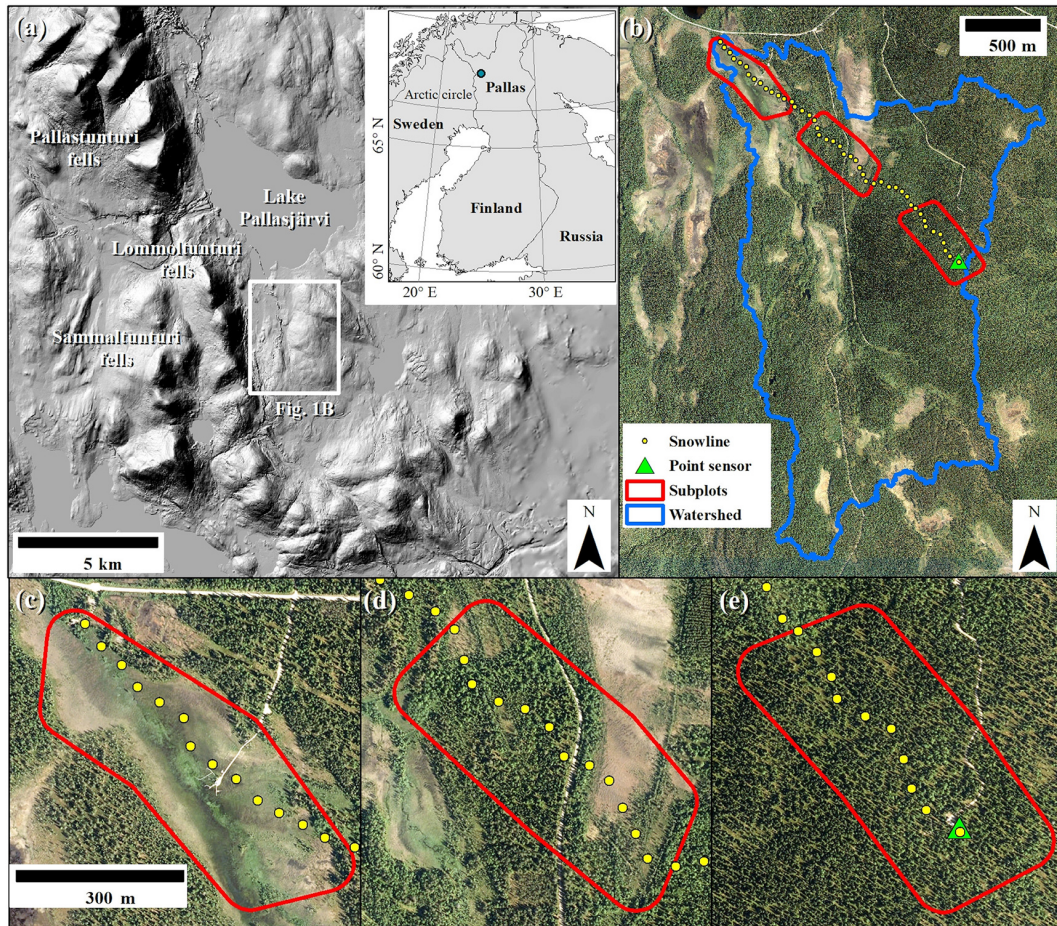 (a)
Pallastunturi
fells
Lake
Pallasjärvi
Lommoltunturi
fells
Sammaltunturi
fells
Fig. 1B
5 km
N
Arctic circle
Pallas
Sweden
Finland
Russia
65° N
60° N
20° E
30° E
(b)
500 m
Snowline
Point sensor
Subplots
Watershed
N
(c)
300 m
(d)
(e)